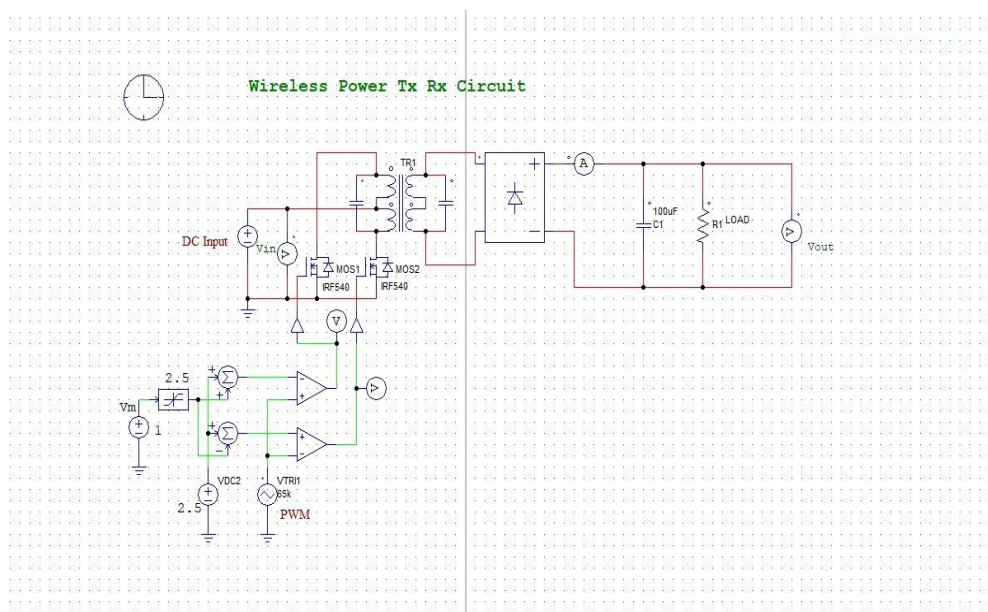 Wireless Power Tx Rx Circuit
TR1
A
100uF
C1
R1 LOAD
V
Vout
DC Input
Vin
V
MOS1
IRF540
MOS2
IRF540
V
2.5
V
Vm
1
VDC2
2.5
VTRI1
65k
PWM